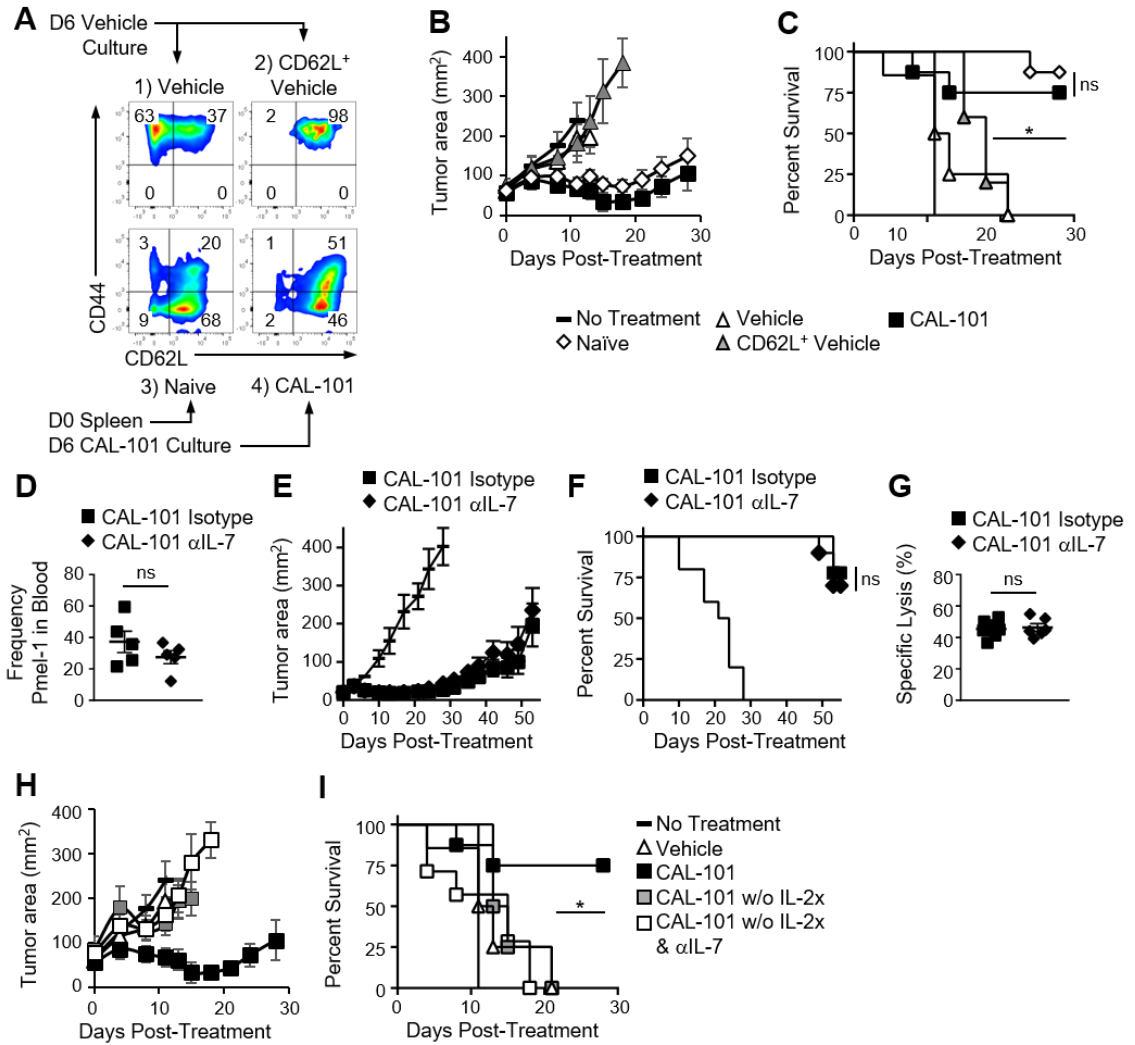 A
D6 Vehicle
Culture
1) Vehicle
2) CD62L+
Vehicle
63 37
0 0
2 98
0 0
3 20
9 68
1 51
2 46
CD44
CD62L
3) Naive
4) CAL-101
D0 Spleen
D6 CAL-101 Culture
B
Tumor area (mm2)
400
300
200
100
0
0 10 20 30
Days Post-Treatment
C
Percent Survival
100
75
50
25
0
0 10 20 30
Days Post-Treatment
ns
*
No Treatment
Naïve
Vehicle
CD62L+ Vehicle
CAL-101
D
CAL-101 Isotype
CAL-101 αIL-7
Frequency
Pmel-1 in Blood
80
60
40
20
0
ns
E
CAL-101 Isotype
CAL-101 αIL-7
Tumor area (mm2)
400
300
200
100
0
0 10 20 30 40 50
Days Post-Treatment
F
CAL-101 Isotype
CAL-101 αIL-7
Percent Survival
100
75
50
25
0
0 10 20 30 40 50
Days Post-Treatment
ns
G
CAL-101 Isotype
CAL-101 αIL-7
Specific Lysis (%)
80
60
40
20
0
ns
H
Tumor area (mm2)
400
300
200
100
0
0 10 20 30
Days Post-Treatment
I
Percent Survival
100
75
50
25
0
0 10 20 30
Days Post-Treatment
*
No Treatment
Vehicle
CAL-101
CAL-101 w/o IL-2x
CAL-101 w/o IL-2x
& αIL-7